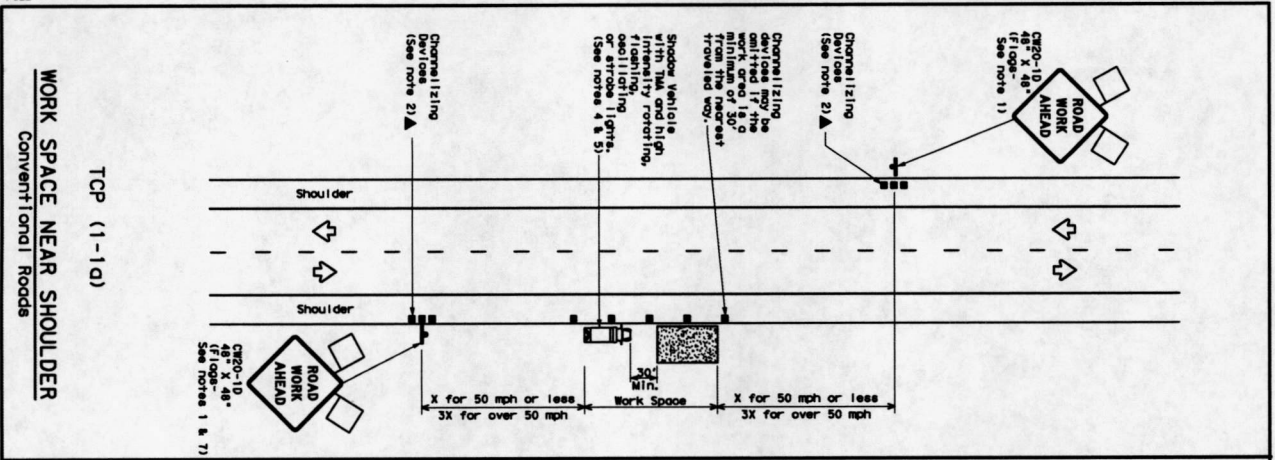 CW20-1D
48" X 48"
(Flags-
See note 1)
ROAD
WORK
AHEAD
Channelizing
Devices
(See note 2)▲
Channelizing
devices may be
omitted if the
work area is a
minimum of 30'
from the nearest
traveled way.
Shadow Vehicle
with TMA and high
intensity rotating,
flashing,
oscillating
or strobe lights.
(See notes 4 & 5)
Channelizing
Devices
(See note 2)▲
Shoulder
Shoulder
30'
Min.
X for 50 mph or less
3X for over 50 mph
Work Space
X for 50 mph or less
3X for over 50 mph
ROAD
WORK
AHEAD
CW20-1D
48" X 48"
(Flags-
See notes 1 & 7)
TCP (1-1a)
WORK SPACE NEAR SHOULDER
Conventional Roads